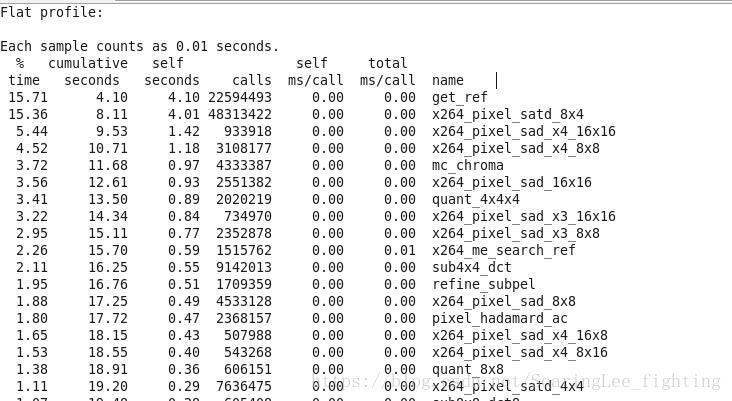 Flat profile:
Each sample counts as 0.01 seconds.
% cumulative self self total
time seconds seconds calls ms/call ms/call name
15.71 4.10 4.10 22594493 0.00 0.00 get_ref
15.36 8.11 4.01 48313422 0.00 0.00 x264_pixel_satd_8x4
5.44 9.53 1.42 933918 0.00 0.00 x264_pixel_sad_x4_16x16
4.52 10.71 1.18 3108177 0.00 0.00 x264_pixel_sad_x4_8x8
3.72 11.68 0.97 4333387 0.00 0.00 mc_chroma
3.56 12.61 0.93 2551382 0.00 0.00 x264_pixel_sad_16x16
3.41 13.50 0.89 2020219 0.00 0.00 quant_4x4x4
3.22 14.34 0.84 734970 0.00 0.00 x264_pixel_sad_x3_16x16
2.95 15.11 0.77 2352878 0.00 0.00 x264_pixel_sad_x3_8x8
2.26 15.70 0.59 1515762 0.00 0.01 x264_me_search_ref
2.11 16.25 0.55 9142013 0.00 0.00 sub4x4_dct
1.95 16.76 0.51 1709359 0.00 0.00 refine_subpel
1.88 17.25 0.49 4533128 0.00 0.00 x264_pixel_sad_8x8
1.80 17.72 0.47 2368157 0.00 0.00 pixel_hadamard_ac
1.65 18.15 0.43 507988 0.00 0.00 x264_pixel_sad_x4_16x8
1.53 18.55 0.40 543268 0.00 0.00 x264_pixel_sad_x4_8x16
1.38 18.91 0.36 606151 0.00 0.00 quant_8x8
1.11 19.20 0.29 7636475 0.00 0.00 x264_pixel_satd_4x4
https://blog.csdn.net/SoaringLee_fighting